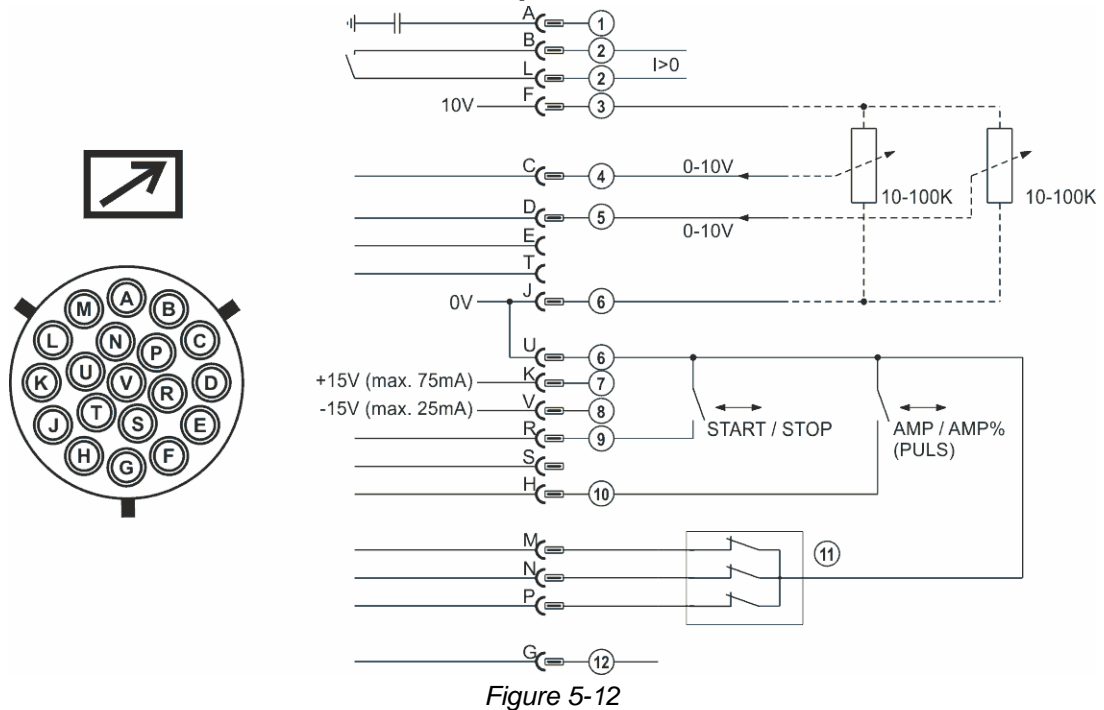 A 1
B 2
L 2 I>0
10V F 3
C 4 0-10V
10-100K 10-100K
D 5
0-10V
E
T
0V J 6
U 6
+15V (max. 75mA) K 7
-15V (max. 25mA) V 8
R 9 START / STOP AMP / AMP%
(PULS)
S
H 10
M 11
N
P
G 12
A
M B
L N P C
K U V R D
J T S E
H G F
Figure 5-12